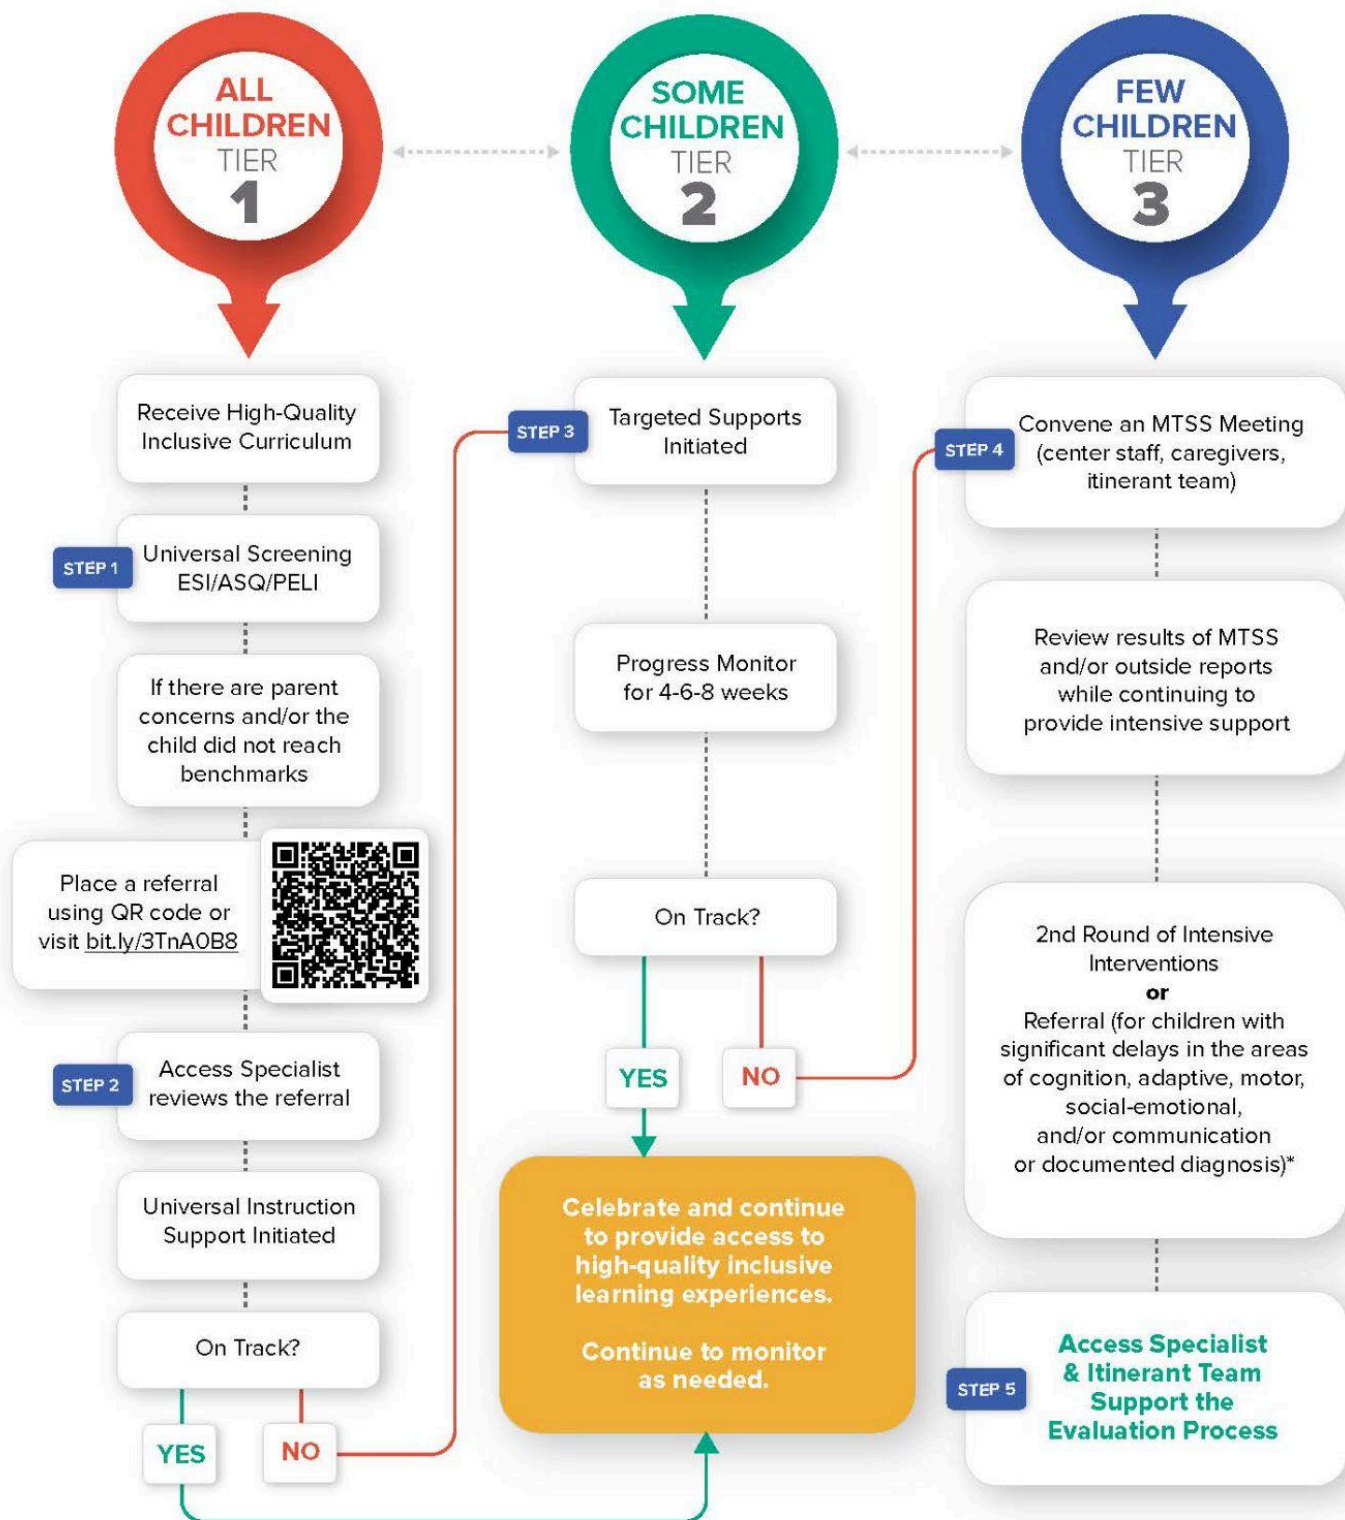 ALL
CHILDREN
TIER
1
Receive High-Quality
Inclusive Curriculum
STEP 1
Universal Screening
ESI/ASQ/PELI
If there are parent
concerns and/or the
child did not reach
benchmarks
Place a referral
using QR code or
visit bit.ly/3TnA0B8
STEP 2
Access Specialist
reviews the referral
Universal Instruction
Support Initiated
On Track?
YES
NO
SOME
CHILDREN
TIER
2
STEP 3
Targeted Supports
Initiated
Progress Monitor
for 4-6-8 weeks
On Track?
YES
NO
Celebrate and continue
to provide access to
high-quality inclusive
learning experiences.
Continue to monitor
as needed.
FEW
CHILDREN
TIER
3
STEP 4
Convene an MTSS Meeting
(center staff, caregivers,
itinerant team)
Review results of MTSS
and/or outside reports
while continuing to
provide intensive support
2nd Round of Intensive
Interventions
or
Referral (for children with
significant delays in the areas
of cognition, adaptive, motor,
social-emotional,
and/or communication
or documented diagnosis)*
STEP 5
Access Specialist
& Itinerant Team
Support the
Evaluation Process